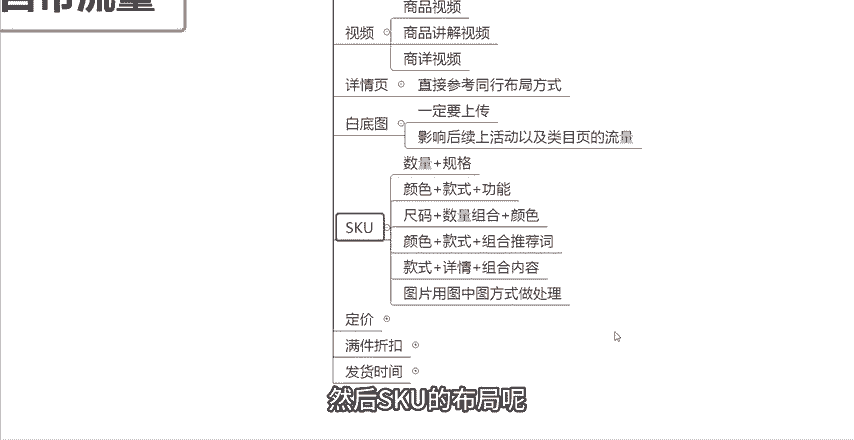 自带流量
商品视频
视频
商品讲解视频
商详视频
详情页
直接参考同行布局方式
一定要上传
白底图
影响后续上活动以及类目页的流量
数量+规格
颜色+款式+功能
尺码+数量组合+颜色
SKU
颜色+款式+组合推荐词
款式+详情+组合内容
图片用图中图方式做处理
定价
满件折扣
发货时间
然后SKU的布局呢